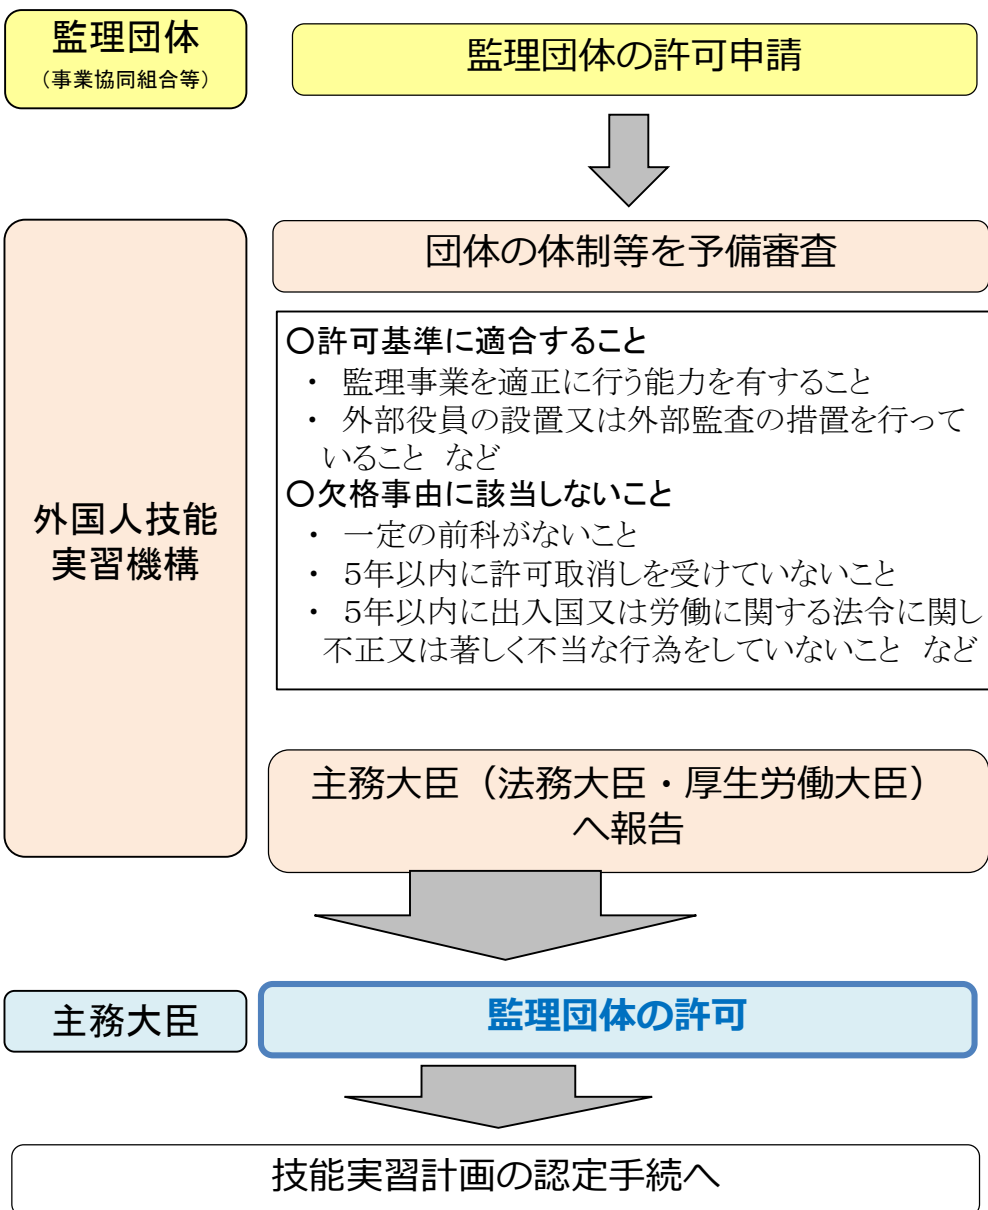 監理団体
（事業協同組合等）
監理団体の許可申請
団体の体制等を予備審査
○許可基準に適合すること
・ 監理事業を適正に行う能力を有すること
・ 外部役員の設置又は外部監査の措置を行って
いること など
○欠格事由に該当しないこと
・ 一定の前科がないこと
・ 5年以内に許可取消しを受けていないこと
・ 5年以内に出入国又は労働に関する法令に関し
不正又は著しく不当な行為をしていないこと など
外国人技能
実習機構
主務大臣（法務大臣・厚生労働大臣）
へ報告
主務大臣
監理団体の許可
技能実習計画の認定手続へ